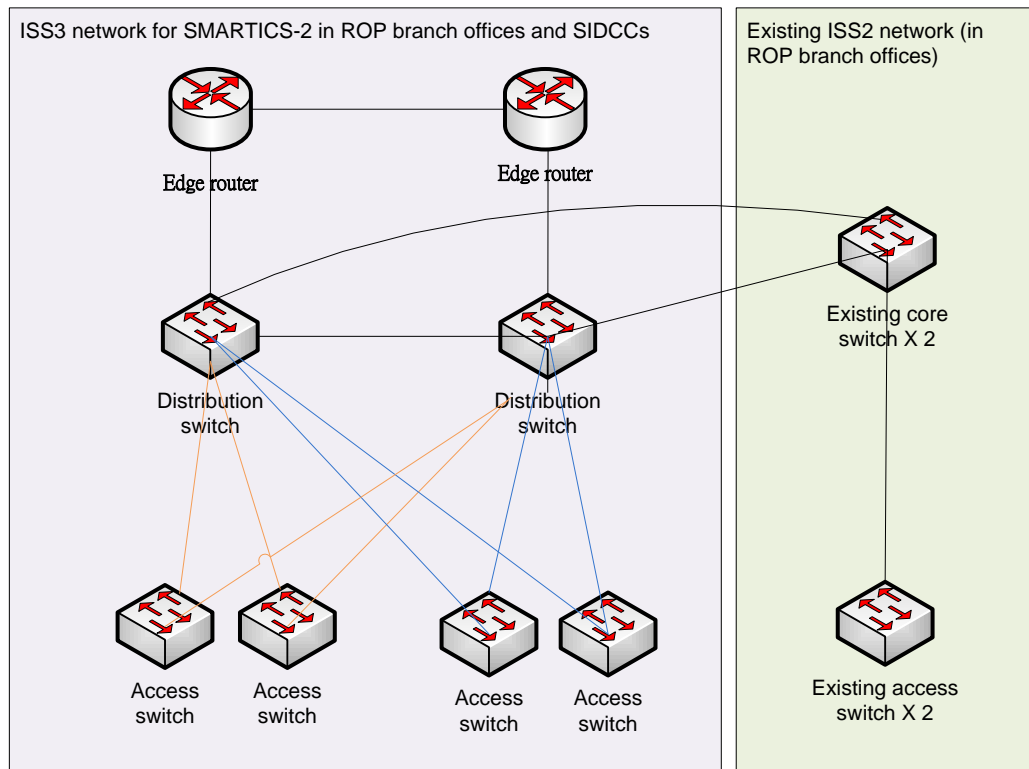 ISS3 network for SMARTICS-2 in ROP branch offices and SIDCCs
Existing ISS2 network (in
ROP branch offices)
Edge router
Edge router
Existing core
switch X 2
Distribution
switch
Distribution
switch
Access
switch
Access
switch
Access
switch
Access
switch
Existing access
switch X 2